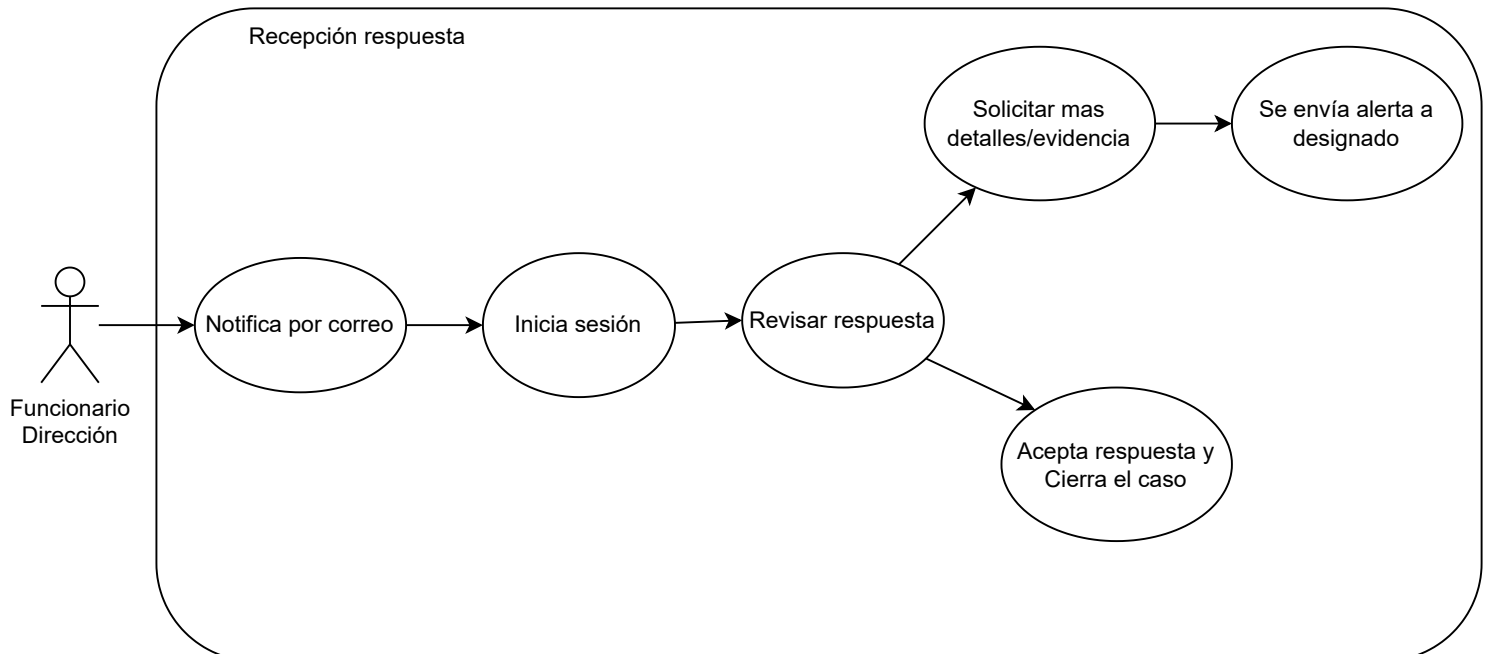 Recepción respuesta
Solicitar mas
detalles/evidencia
Se envía alerta a
designado
Notifica por correo
Inicia sesión
Revisar respuesta
Funcionario
Dirección
Acepta respuesta y
Cierra el caso